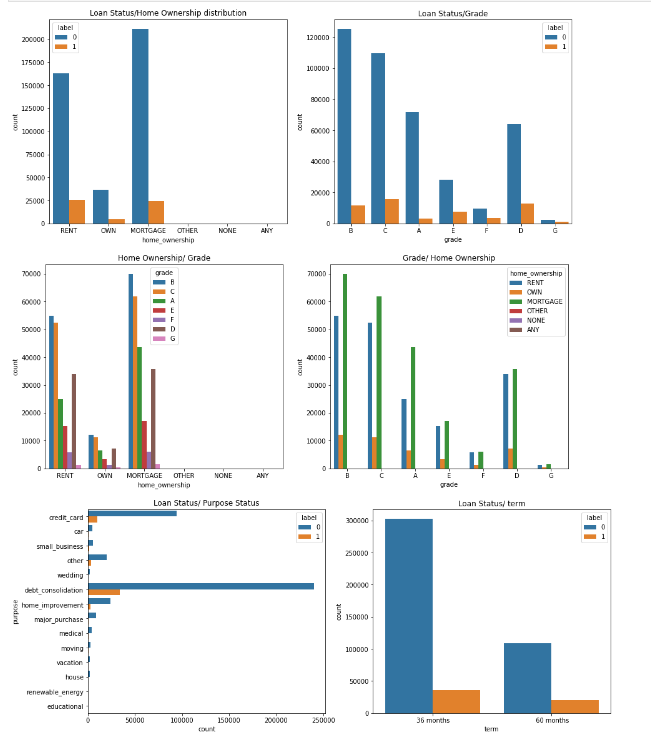 Loan Status/Home Ownership distribution
label
0
1
200000
175000
150000
125000
100000
75000
50000
25000
0
count
RENT OWN MORTGAGE OTHER NONE ANY
home_ownership
Loan Status/Grade
label
0
1
120000
100000
80000
60000
40000
20000
0
count
B C A E F D G
grade
Home Ownership/ Grade
grade
B
C
A
E
F
D
G
70000
60000
50000
40000
30000
20000
10000
0
count
RENT OWN MORTGAGE OTHER NONE ANY
home_ownership
Grade/ Home Ownership
home_ownership
RENT
OWN
MORTGAGE
OTHER
NONE
ANY
70000
60000
50000
40000
30000
20000
10000
0
count
B C A E F D G
grade
Loan Status/ Purpose Status
label
0
1
credit_card
car
small_business
other
wedding
debt_consolidation
home_improvement
major_purchase
medical
moving
vacation
house
renewable_energy
educational
purpose
0 50000 100000 150000 200000 250000
count
Loan Status/ term
label
0
1
300000
250000
200000
150000
100000
50000
0
count
36 months 60 months
term